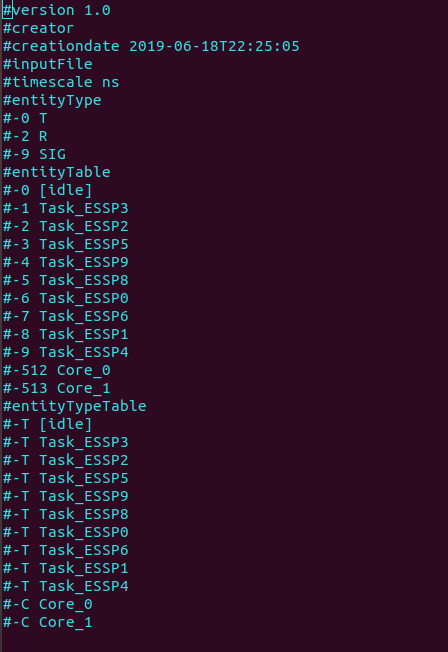 #version 1.0
#creator
#creationdate 2019-06-18T22:25:05
#inputFile
#timescale ns
#entityType
#-0 T
#-2 R
#-9 SIG
#entityTable
#-0 [idle]
#-1 Task_ESSP3
#-2 Task_ESSP2
#-3 Task_ESSP5
#-4 Task_ESSP9
#-5 Task_ESSP8
#-6 Task_ESSP0
#-7 Task_ESSP6
#-8 Task_ESSP1
#-9 Task_ESSP4
#-512 Core_0
#-513 Core_1
#entityTypeTable
#-T [idle]
#-T Task_ESSP3
#-T Task_ESSP2
#-T Task_ESSP5
#-T Task_ESSP9
#-T Task_ESSP8
#-T Task_ESSP0
#-T Task_ESSP6
#-T Task_ESSP1
#-T Task_ESSP4
#-C Core_0
#-C Core_1